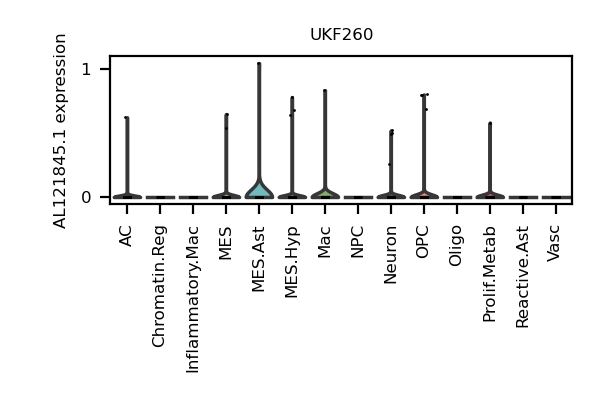 UKF260
AL121845.1 expression
1
0
AC
Chromatin.Reg
Inflammatory.Mac
MES
MES.Ast
MES.Hyp
Mac
NPC
Neuron
OPC
Oligo
Prolif.Metab
Reactive.Ast
Vasc